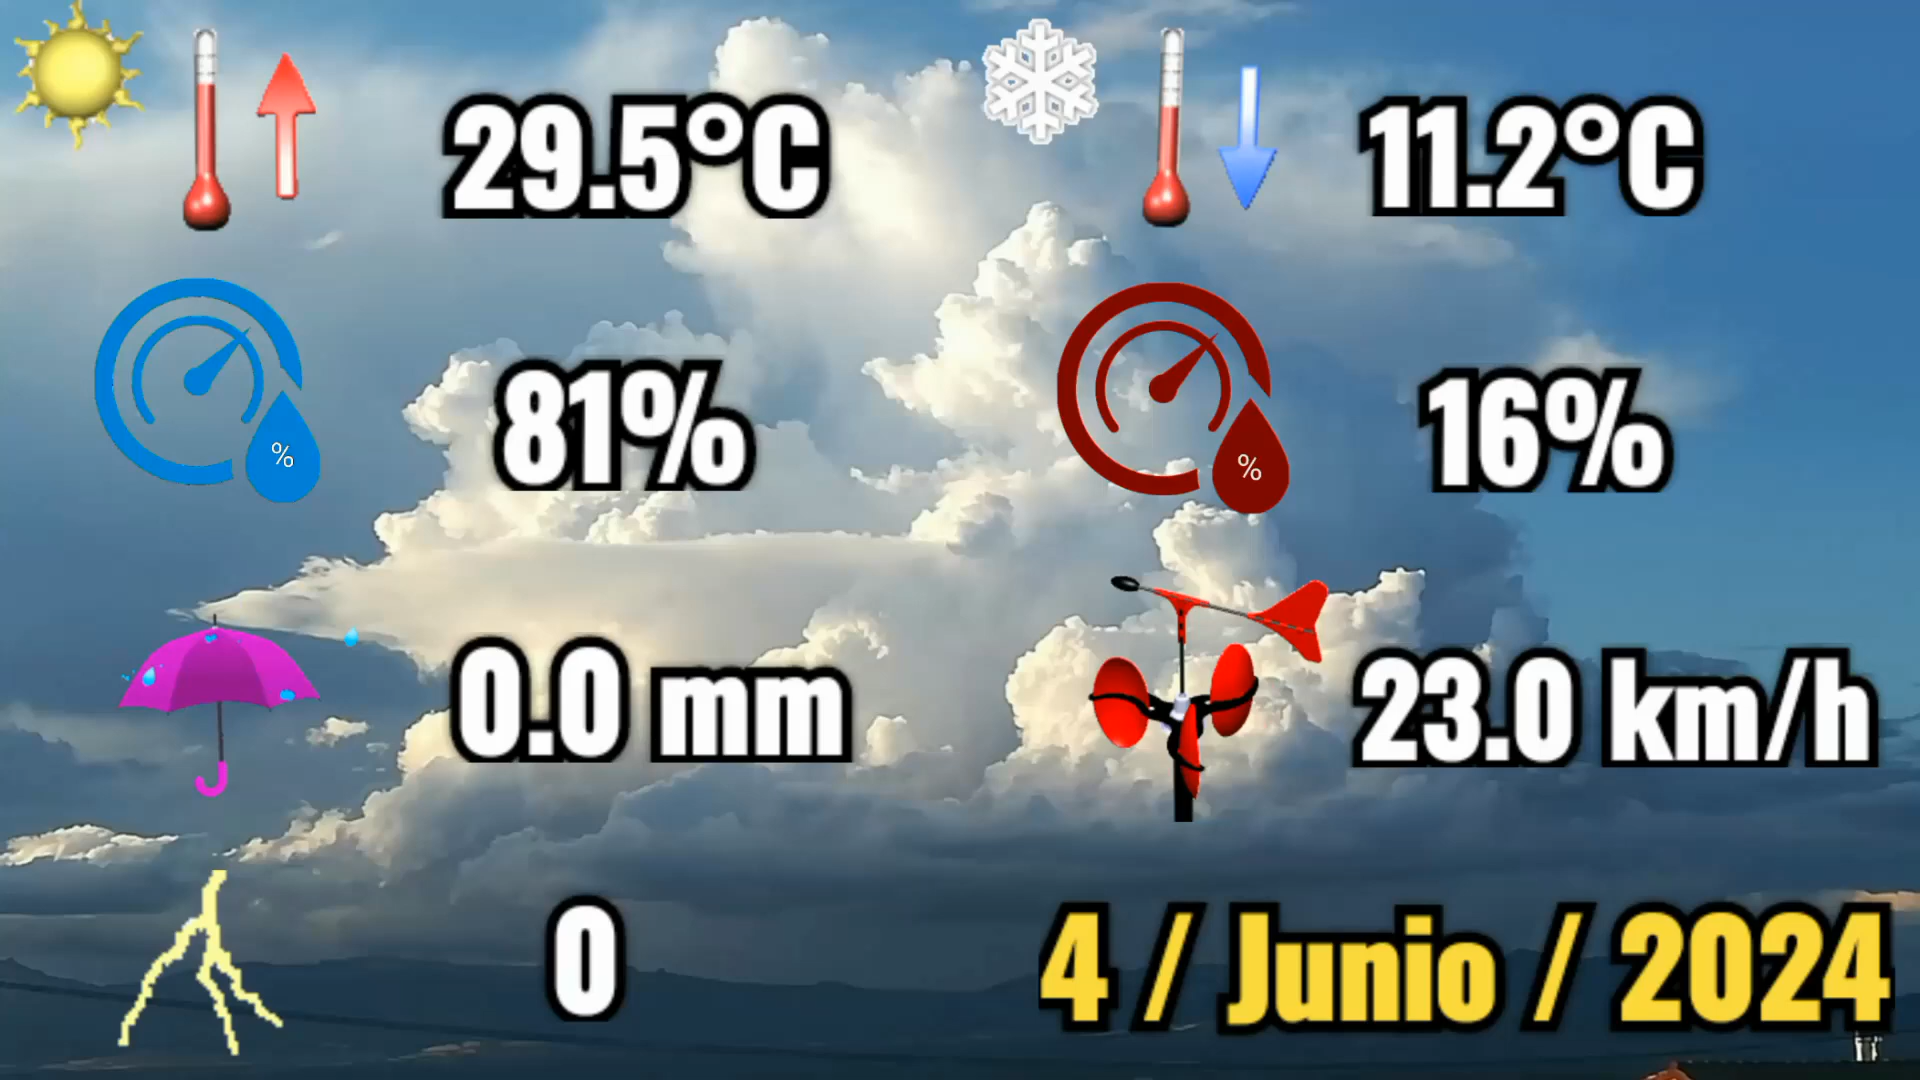 29.5°C
11.2°C
81%
%
16%
%
0.0 mm
23.0 km/h
0
4 / Junio / 2024